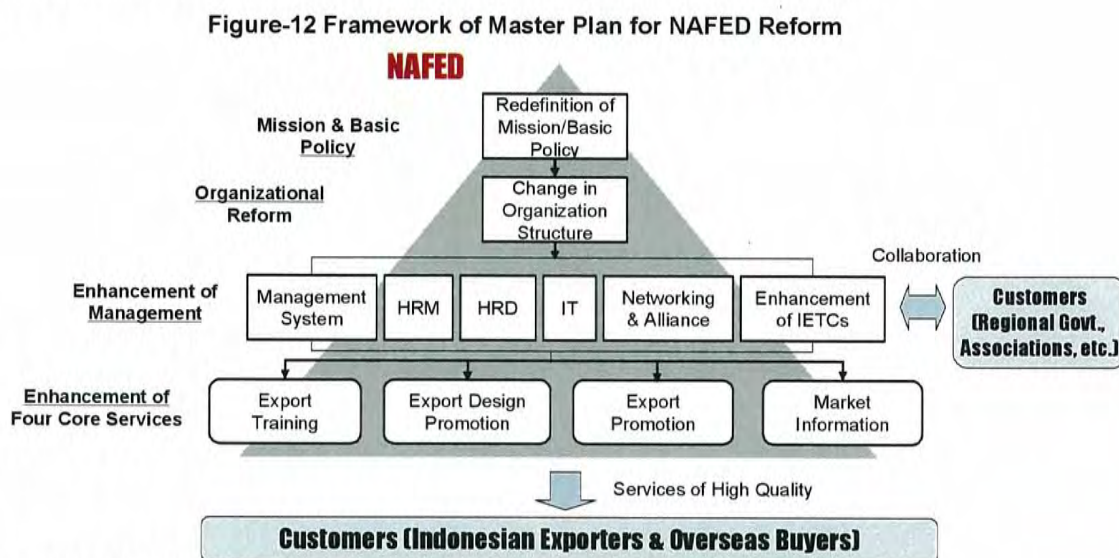 Figure-12 Framework of Master Plan for NAFED Reform
NAFED
Mission & Basic
Policy
Redefinition of
Mission/Basic
Policy
Organizational
Reform
Change in
Organization
Structure
Collaboration
Enhancement of
Management
Management
System
HRM
HRD
IT
Networking
& Alliance
Enhancement
of IETCs
Customers
(Regional Govt.,
Associations, etc.)
Enhancement of
Four Core Services
Export
Training
Export Design
Promotion
Export
Promotion
Market
Information
Services of High Quality
Customers (Indonesian Exporters & Overseas Buyers)